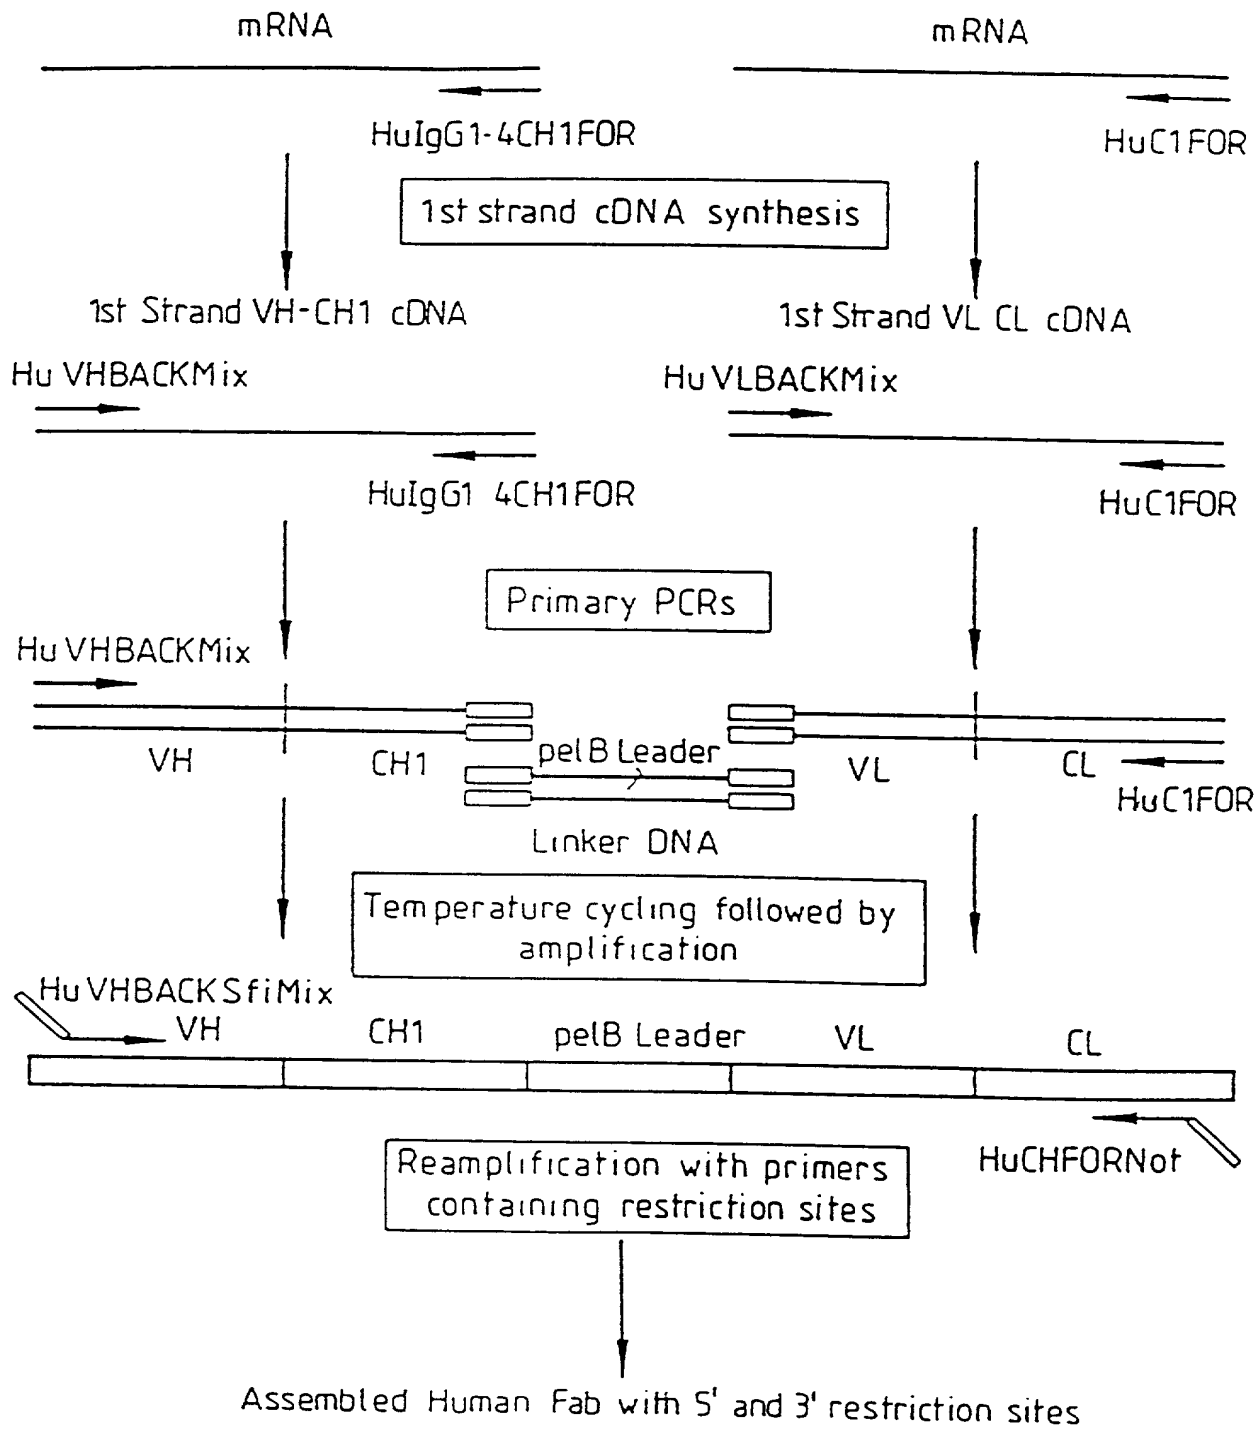 mRNA
mRNA
HuIgG1-4CH1FOR
HuC1FOR
1st strand cDNA synthesis
1st Strand VH-CH1 cDNA
1st Strand VL CL cDNA
Hu VHBACKMix
Hu VLBACKMix
HuIgG1 4CH1FOR
HuC1FOR
Primary PCRs
Hu VHBACKMix
VH
CH1
pelB Leader
VL
CL
HuC1FOR
Linker DNA
Temperature cycling followed by
amplification
Hu VHBACKSfiMix
VH
CH1
pelB Leader
VL
CL
HuCHFORNot
Reamplification with primers
containing restriction sites
Assembled Human Fab with 5' and 3' restriction sites